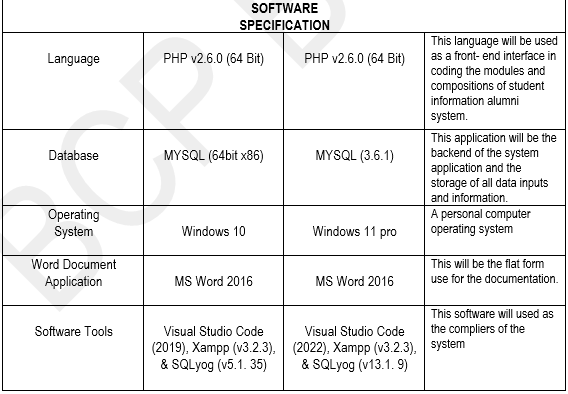 SOFTWARE
SPECIFICATION
Language
PHP v2.6.0 (64 Bit)
PHP v2.6.0 (64 Bit)
This language will be used
as a front- end interface in
coding the modules and
compositions of student
information alumni
system.
Database
MYSQL (64bit x86)
MYSQL (3.6.1)
This application will be the
backend of the system
application and the
storage of all data inputs
and information.
Operating
System
Windows 10
Windows 11 pro
A personal computer
operating system
Word Document
Application
MS Word 2016
MS Word 2016
This will be the flat form
use for the documentation.
Software Tools
Visual Studio Code
(2019), Xampp (v3.2.3),
& SQLyog (v5.1. 35)
Visual Studio Code
(2022), Xampp (v3.2.3),
& SQLyog (v13.1. 9)
This software will used as
the compliers of the
system
BCP